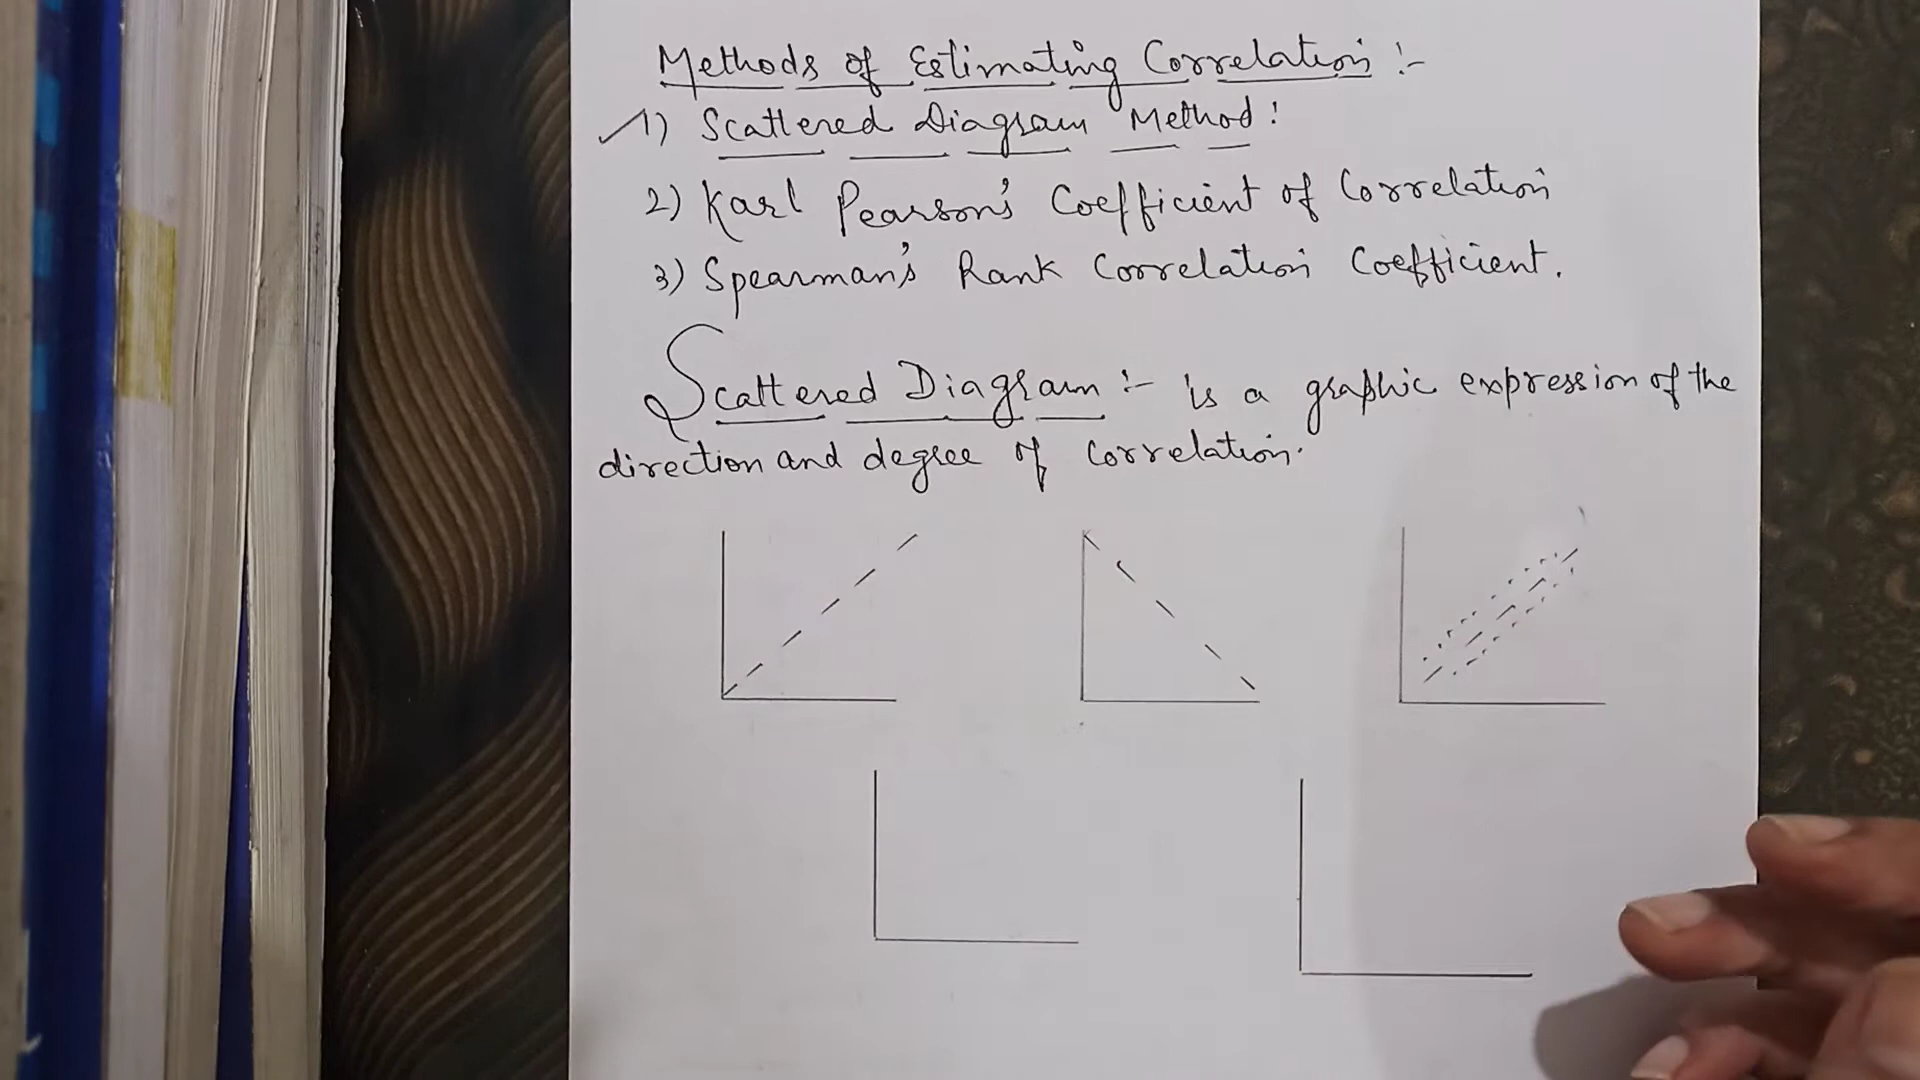 Methods of Estimating Correlation :-
1) Scattered Diagram Method :
2) Karl Pearson's Coefficient of Correlation
3) Spearman's Rank Correlation Coefficient.
Scattered Diagram :- is a graphic expression of the
direction and degree of Correlation.